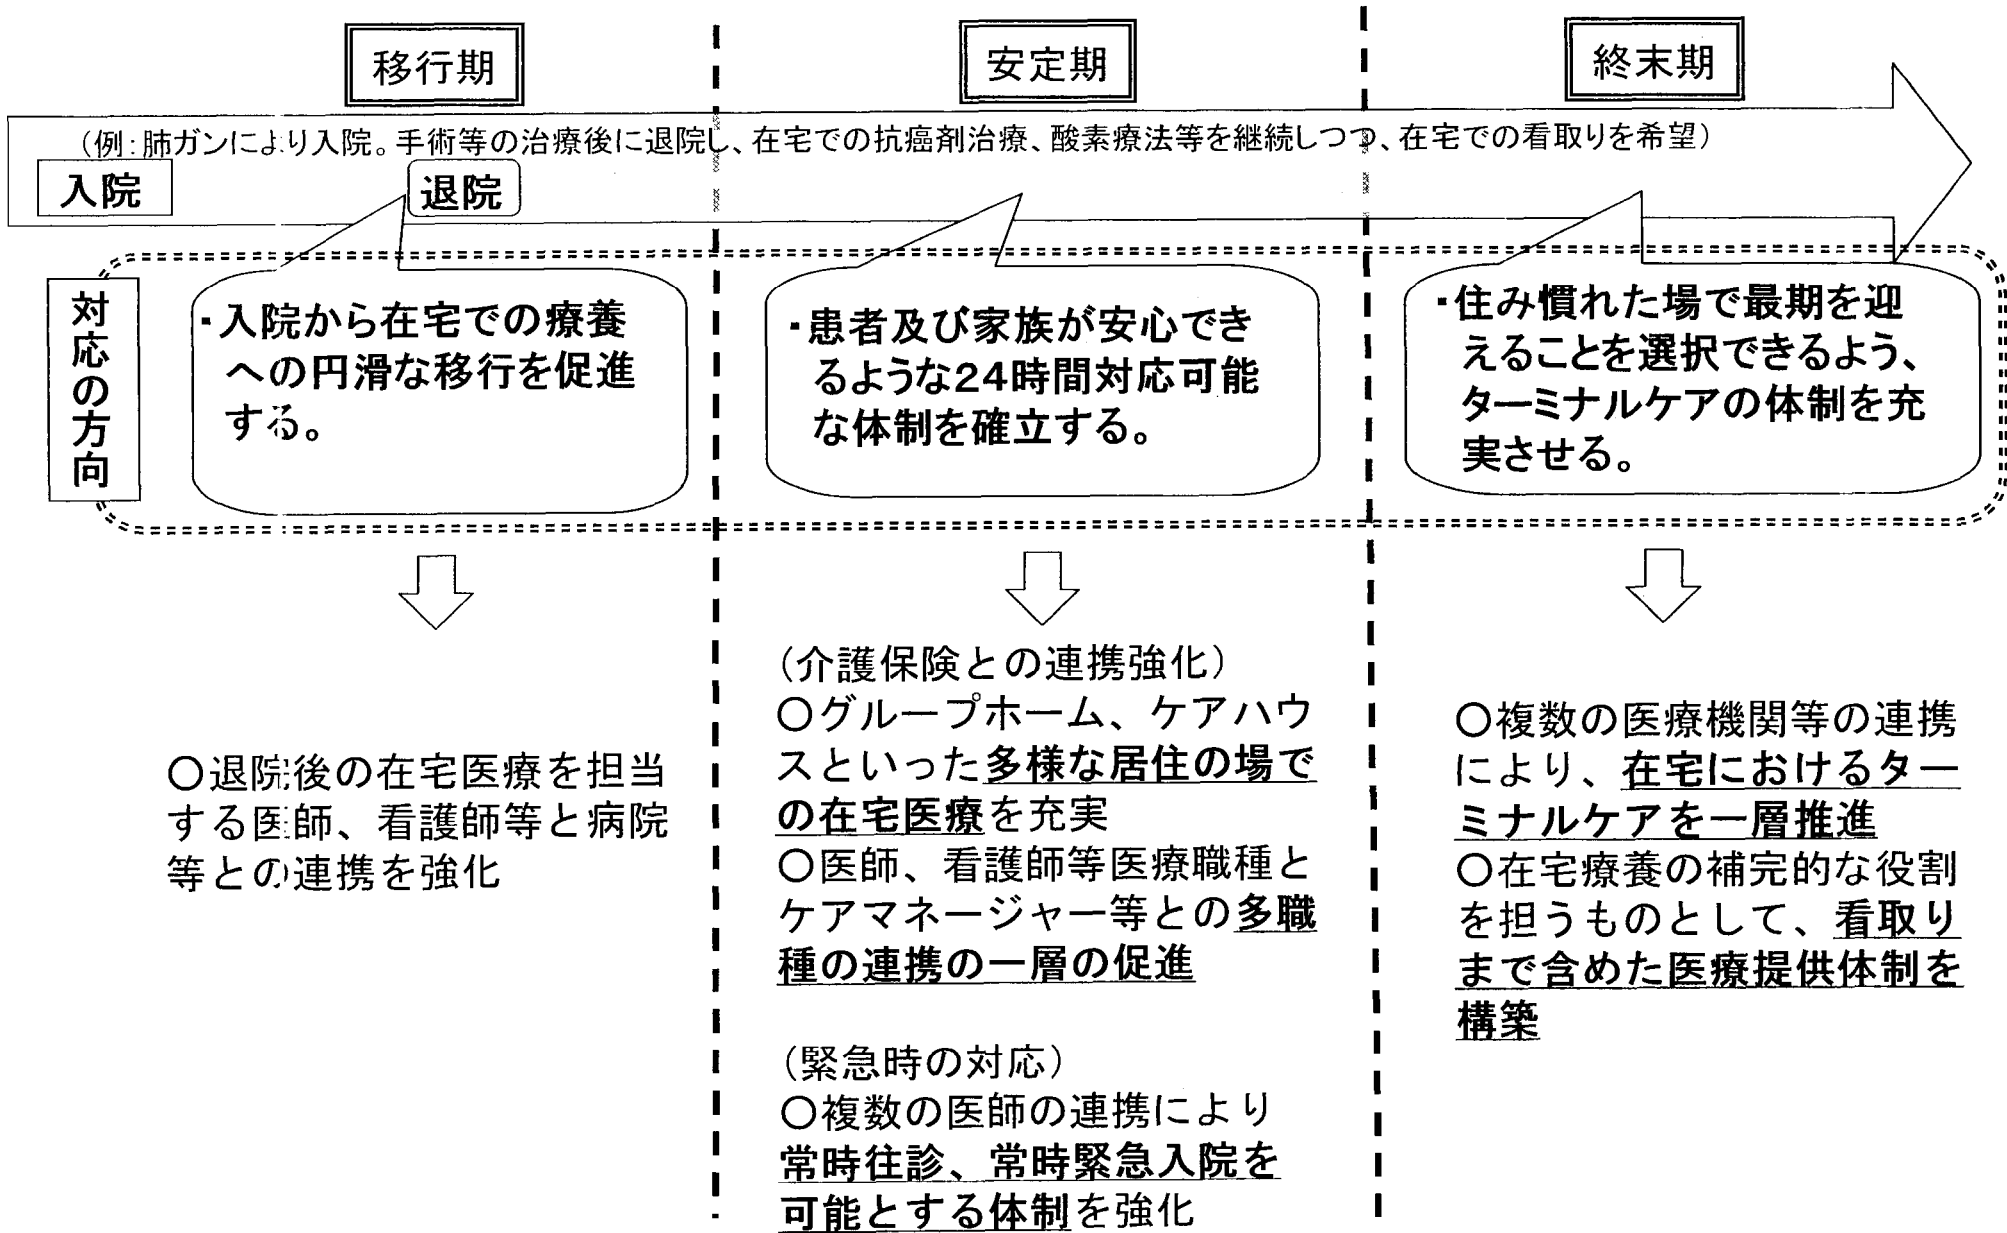 移行期
安定期
終末期
（例：肺ガンにより入院。手術等の治療後に退院し、在宅での抗癌剤治療、酸素療法等を継続しつつ、在宅での看取りを希望）
入院
退院
対応の方向
・入院から在宅での療養
への円滑な移行を促進
する。
・患者及び家族が安心でき
るような24時間対応可能
な体制を確立する。
・住み慣れた場で最期を迎
えることを選択できるよう、
ターミナルケアの体制を充
実させる。
○退院後の在宅医療を担当
する医師、看護師等と病院
等との連携を強化
（介護保険との連携強化）
○グループホーム、ケアハウ
スといった多様な居住の場で
の在宅医療を充実
○医師、看護師等医療職種と
ケアマネージャー等との多職
種の連携の一層の促進
（緊急時の対応）
○複数の医師の連携により
常時往診、常時緊急入院を
可能とする体制を強化
○複数の医療機関等の連携
により、在宅におけるター
ミナルケアを一層推進
○在宅療養の補完的な役割
を担うものとして、看取り
まで含めた医療提供体制を
構築